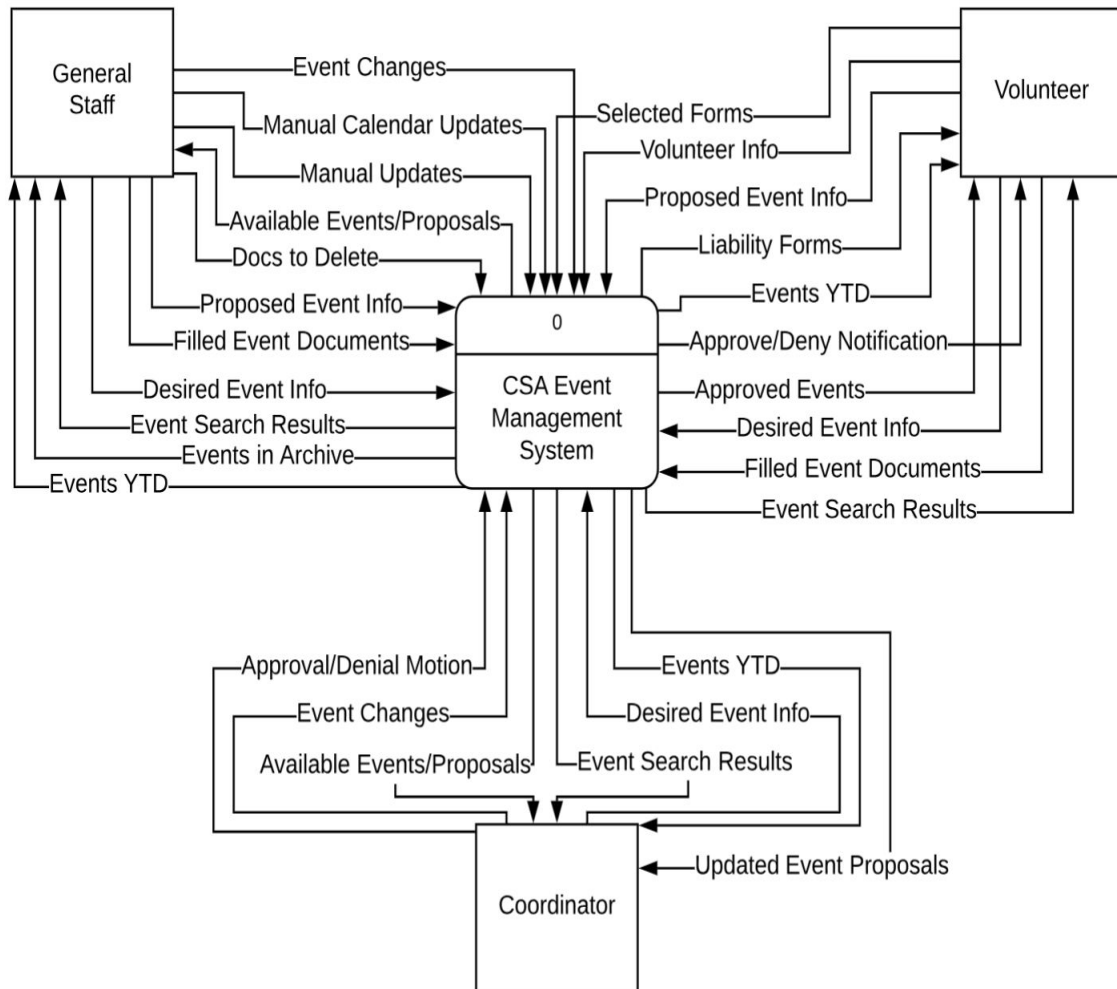 General
Staff
Volunteer
Event Changes
Selected Forms
Manual Calendar Updates
Volunteer Info
Manual Updates
Proposed Event Info
Available Events/Proposals
Liability Forms
Docs to Delete
Events YTD
Proposed Event Info
0
Filled Event Documents
Approve/Deny Notification
Desired Event Info
CSA Event
Management
System
Approved Events
Event Search Results
Desired Event Info
Events in Archive
Filled Event Documents
Events YTD
Event Search Results
Approval/Denial Motion
Events YTD
Event Changes
Desired Event Info
Available Events/Proposals
Event Search Results
Updated Event Proposals
Coordinator